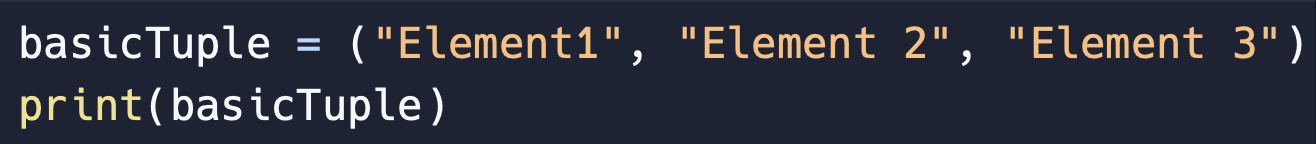 basicTuple = ("Element1", "Element 2", "Element 3")
print(basicTuple)